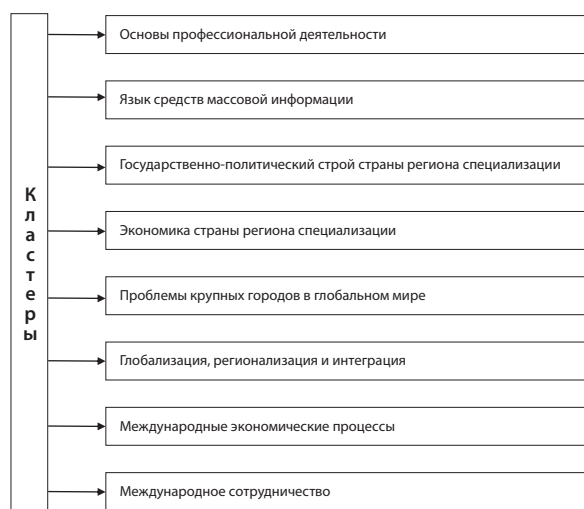 Кластеры
Основы профессиональной деятельности
Язык средств массовой информации
Государственно-политический строй страны региона специализации
Экономика страны региона специализации
Проблемы крупных городов в глобальном мире
Глобализация, регионализация и интеграция
Международные экономические процессы
Международное сотрудничество